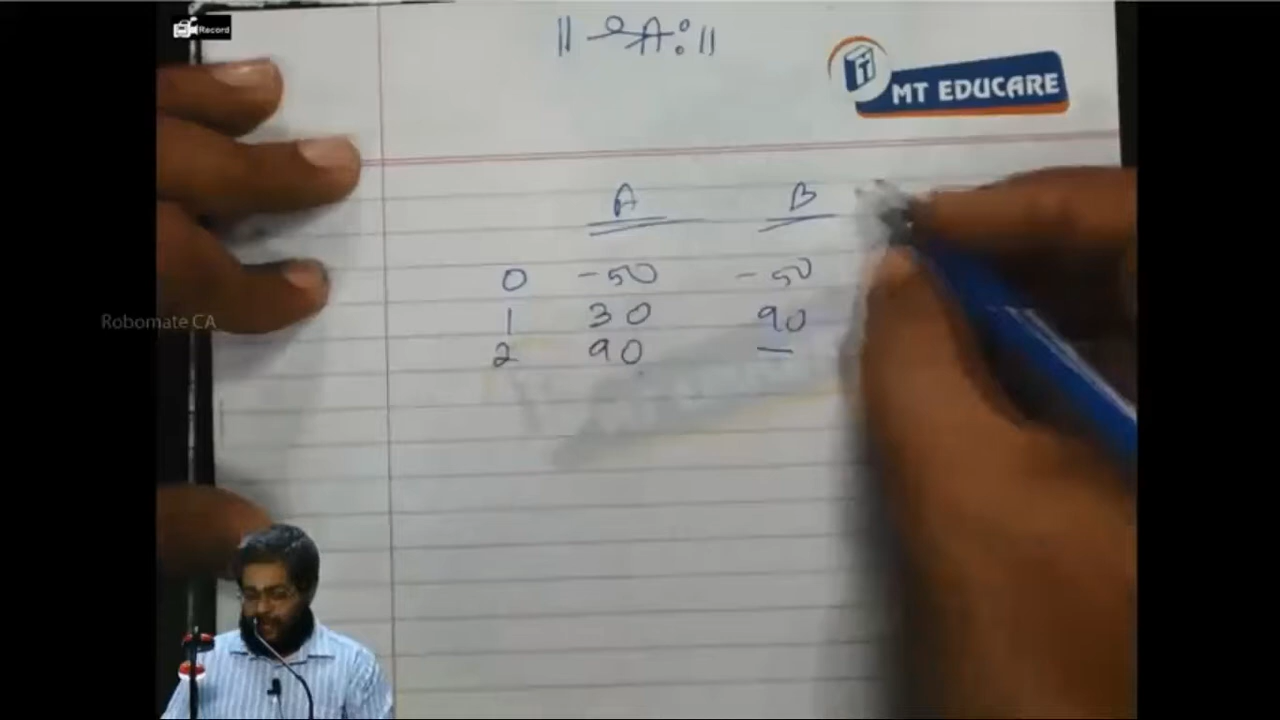 Record
MT EDUCARE
A B
0 -50 -50
1 30 90
2 90 —
Robomate CA